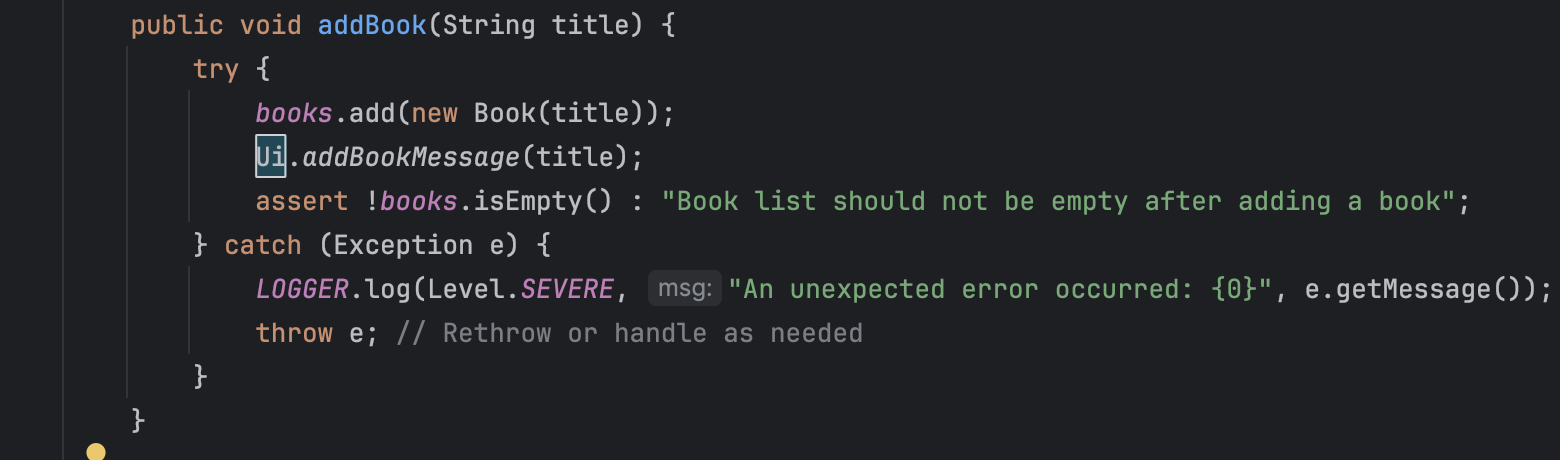 public void addBook(String title) {
try {
books.add(new Book(title));
Ui.addBookMessage(title);
assert !books.isEmpty() : "Book list should not be empty after adding a book";
} catch (Exception e) {
LOGGER.log(Level.SEVERE, msg: "An unexpected error occurred: {0}", e.getMessage());
throw e; // Rethrow or handle as needed
}
}